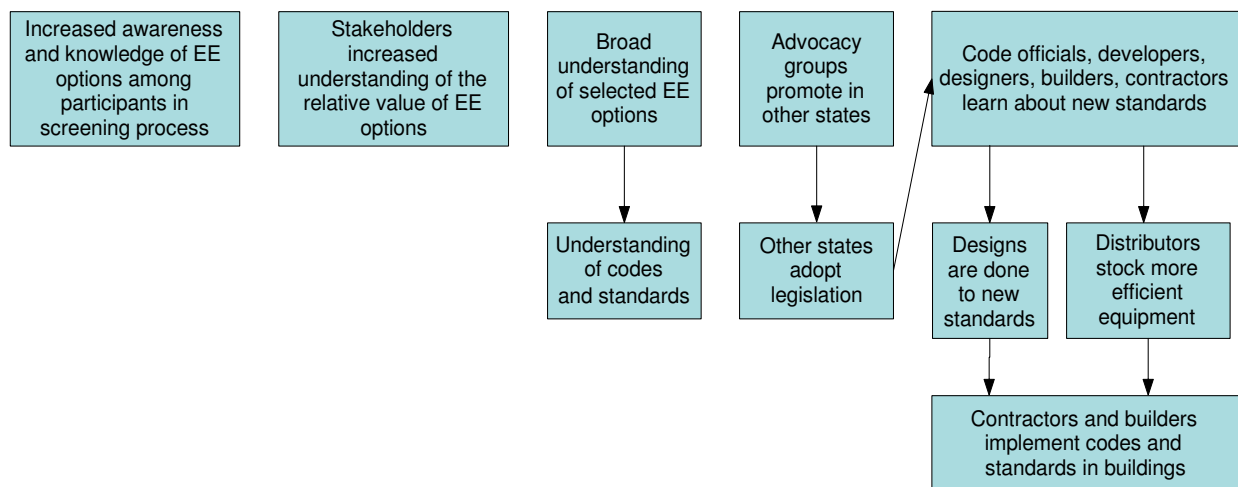 Increased awareness
and knowledge of EE
options among
participants in
screening process
Stakeholders
increased
understanding of the
relative value of EE
options
Broad
understanding
of selected EE
options
Advocacy
groups
promote in
other states
Code officials, developers,
designers, builders, contractors
learn about new standards
Understanding
of codes
and standards
Other states
adopt
legislation
Designs
are done
to new
standards
Distributors
stock more
efficient
equipment
Contractors and builders
implement codes and
standards in buildings